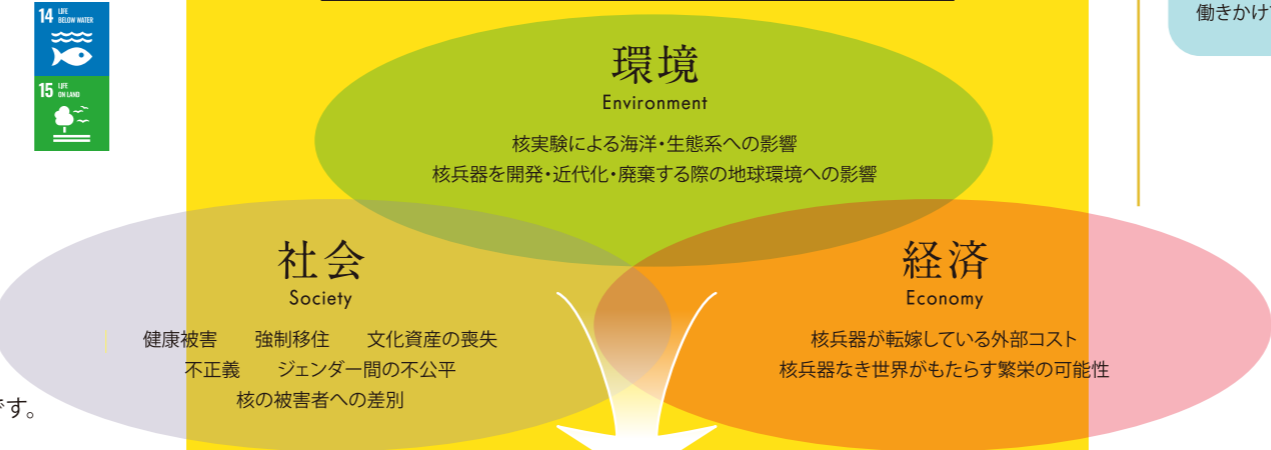 14 LIFE
BELOW WATER
15 LIFE
ON LAND
働きかけ
環境
Environment
核実験による海洋・生態系への影響
核兵器を開発・近代化・廃棄する際の地球環境への影響
社会
Society
健康被害 強制移住 文化資産の喪失
不正義 ジェンダー間の不公平
核の被害者への差別
経済
Economy
核兵器が転嫁している外部コスト
核兵器なき世界がもたらす繁栄の可能性
です。